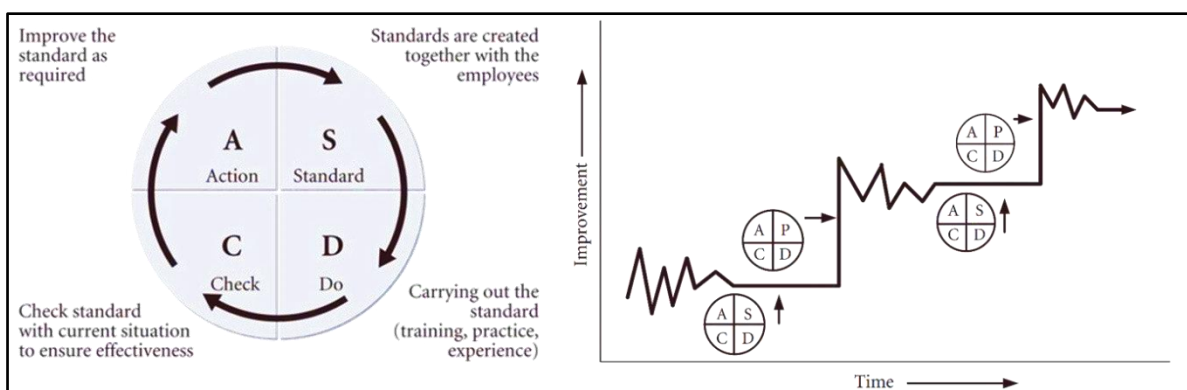 Improve the
standard as
required
Standards are created
together with the
employees
A
Action
S
Standard
C
Check
D
Do
Check standard
with current situation
to ensure effectiveness
Carrying out the
standard
(training, practice,
experience)
Improvement
A P
C D
A S
C D
A P
C D
A S
C D
Time